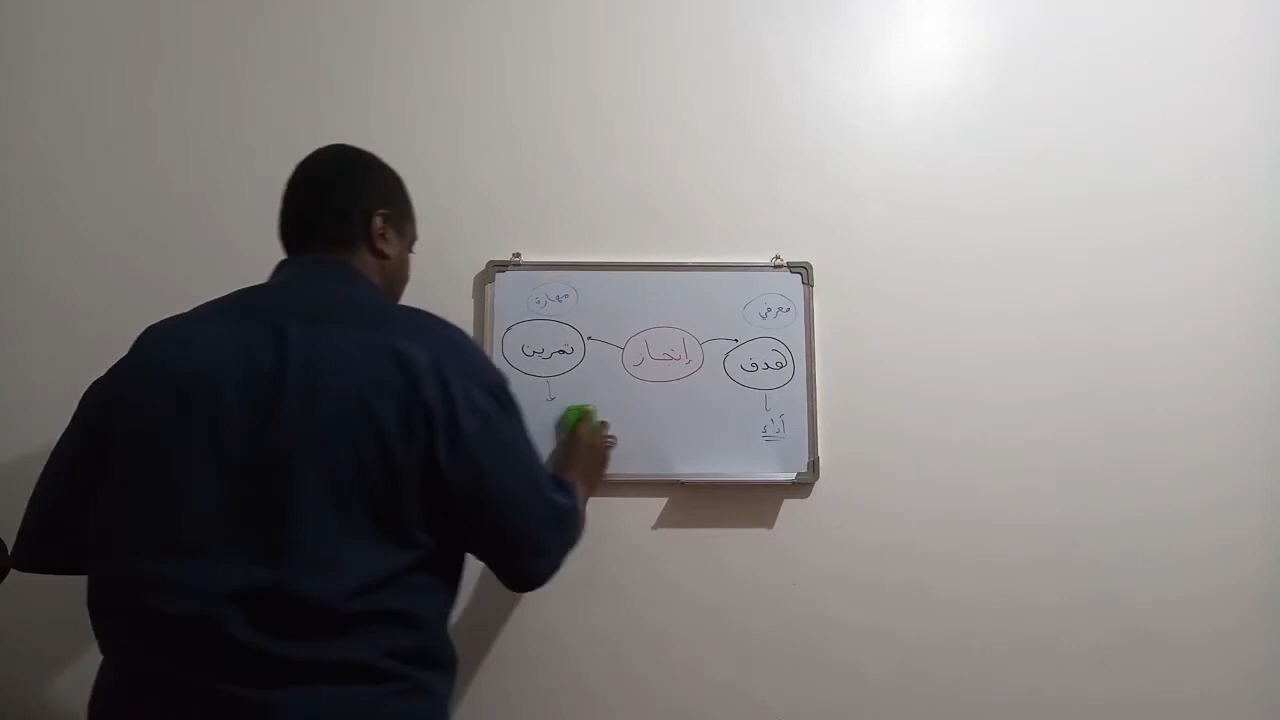 معرفي
مهارة
هدف
إنجاز
تمرين
أداء